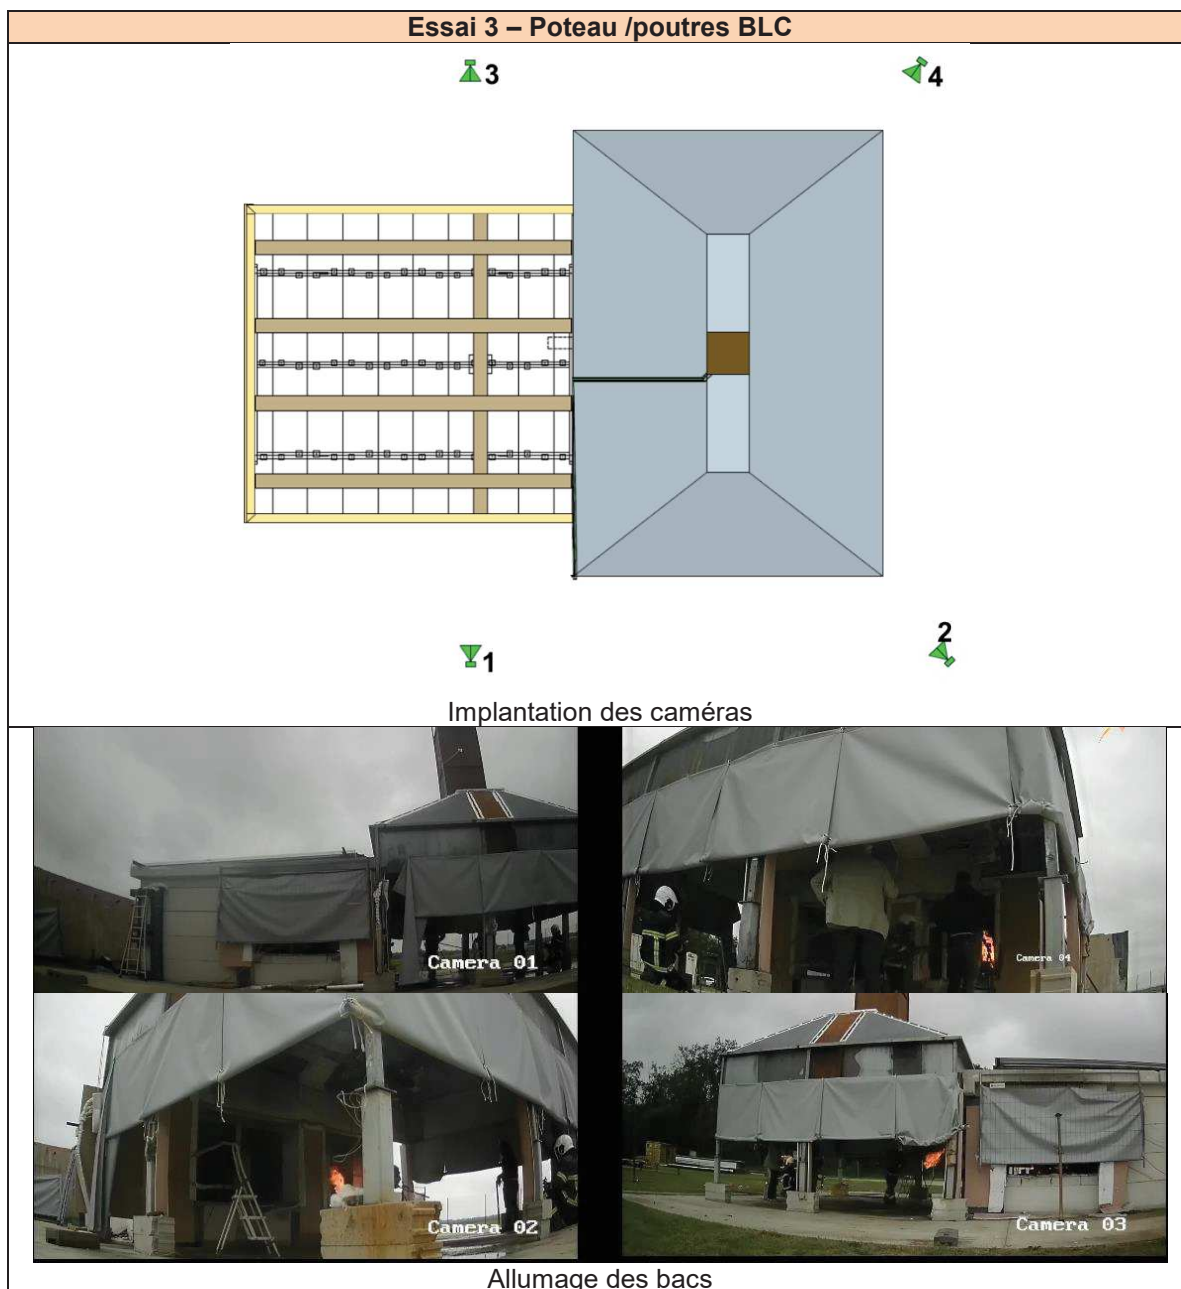 Essai 3 – Poteau /poutres BLC
3
4
2
1
Implantation des caméras
Camera 01
Camera 04
Camera 02
Camera 03
Allumage des bacs